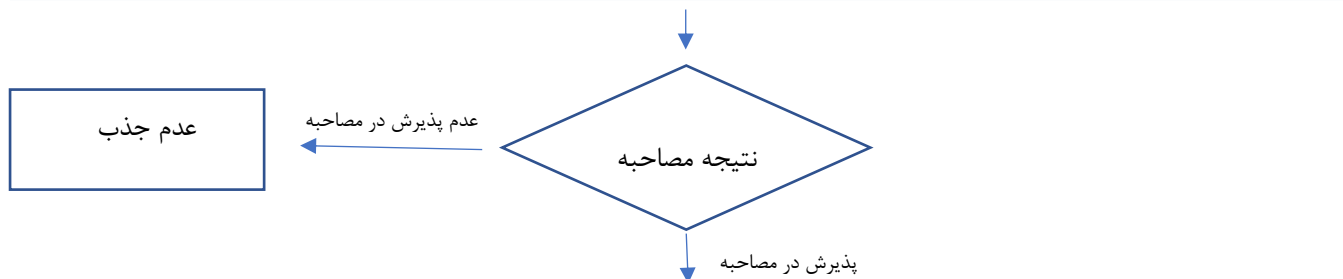 عدم پذیرش در مصاحبه
عدم جذب
نتیجه مصاحبه
پذیرش در مصاحبه